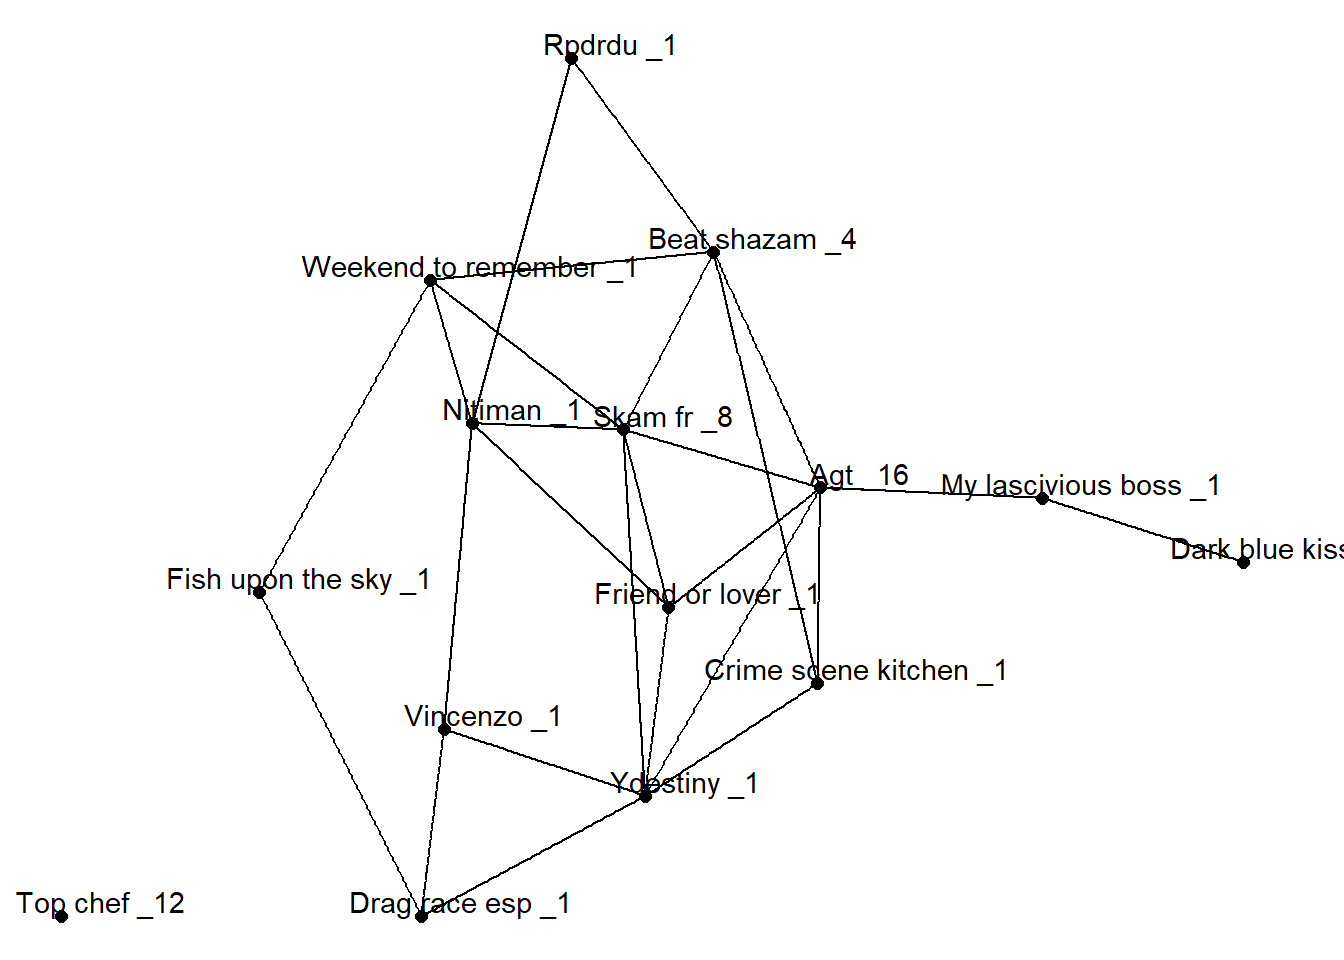 Rpdrdu _1
Beat shazam _4
Weekend to remember _1
Nitiman _1
Skam fr _8
Agt _16
My lascivious boss _1
Dark blue kiss
Fish upon the sky _1
Friend or lover _1
Crime scene kitchen _1
Vincenzo _1
Ydestiny _1
Top chef _12
Drag race esp _1